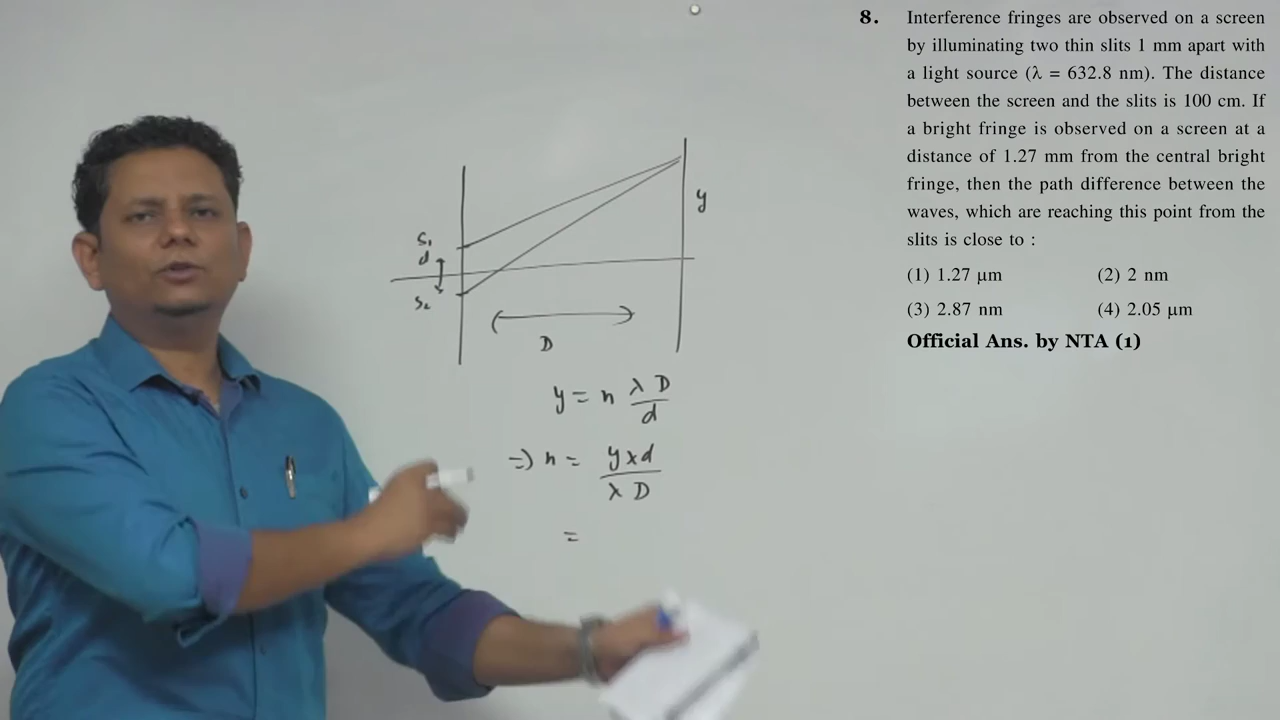 S₁
d
S₂
D
y
y = n λ D / d
=) n = y x d / λ D
=
8. Interference fringes are observed on a screen
by illuminating two thin slits 1 mm apart with
a light source (λ = 632.8 nm). The distance
between the screen and the slits is 100 cm. If
a bright fringe is observed on a screen at a
distance of 1.27 mm from the central bright
fringe, then the path difference between the
waves, which are reaching this point from the
slits is close to :
(1) 1.27 μm (2) 2 nm
(3) 2.87 nm (4) 2.05 μm
Official Ans. by NTA (1)